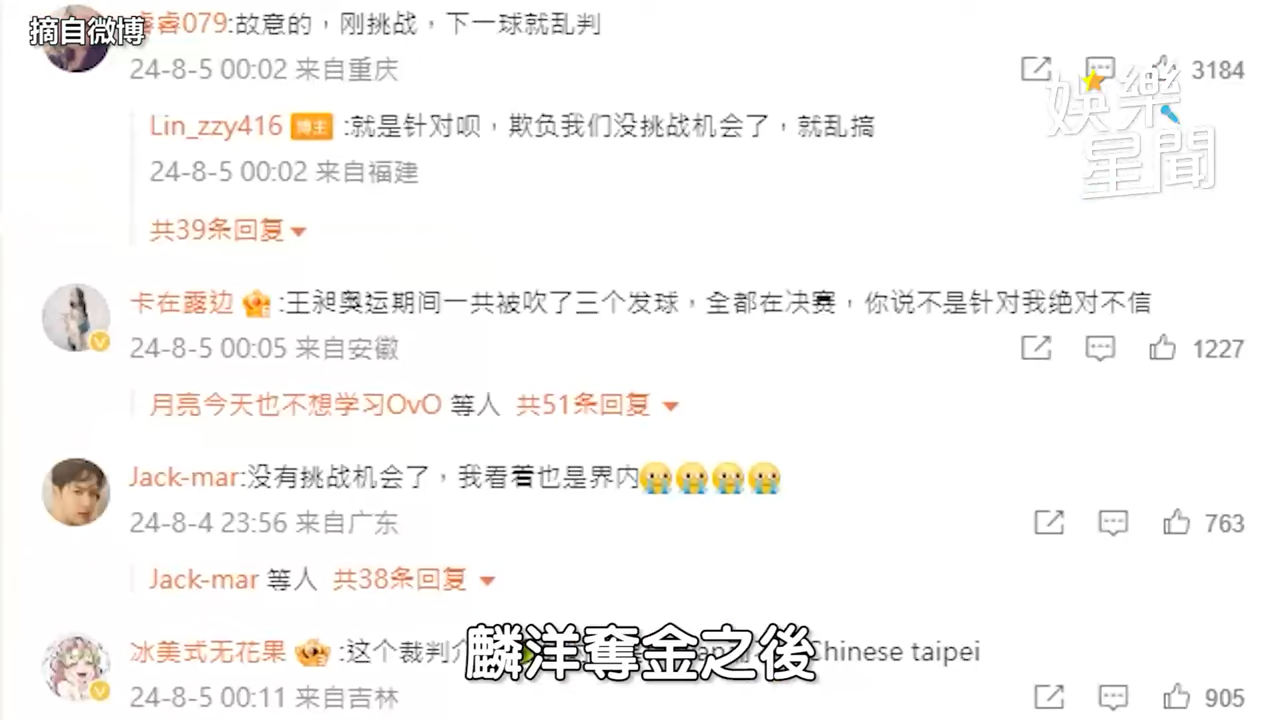 摘自微博
睿079:故意的，刚挑战，下一球就乱判
24-8-5 00:02 来自重庆
3184
娛樂星聞
Lin_zzy416 博主 :就是针对呗，欺负我们没挑战机会了，就乱搞
24-8-5 00:02 来自福建
共39条回复
卡在露边 :王昶奥运期间一共被吹了三个发球，全都在决赛，你说不是针对我绝对不信
24-8-5 00:05 来自安徽
1227
月亮今天也不想学习OvO 等人 共51条回复
Jack-mar:没有挑战机会了，我看着也是界内😭😭😭😭
24-8-4 23:56 来自广东
763
Jack-mar 等人 共38条回复
冰美式无花果 :这个裁判 Chinese taipei
麟洋奪金之後
24-8-5 00:11 来自吉林
905